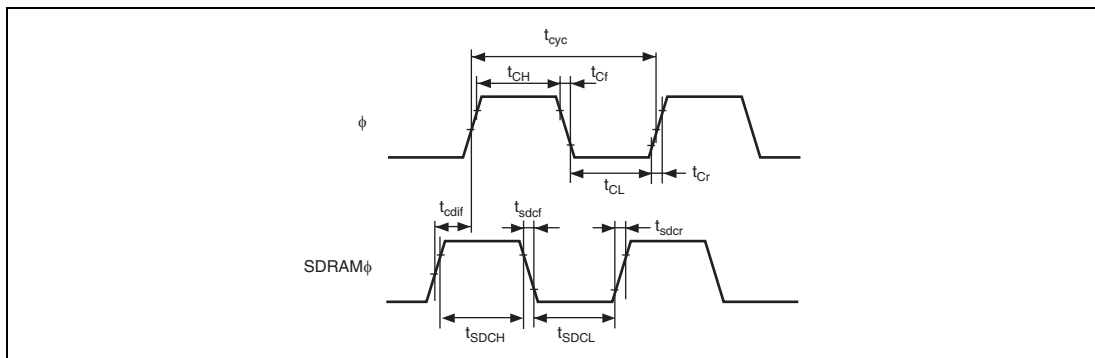 tcyc
tCH
tCf
ϕ
tCL
tCr
tcdif
tsdcf
tsdcr
SDRAMϕ
tSDCH
tSDCL